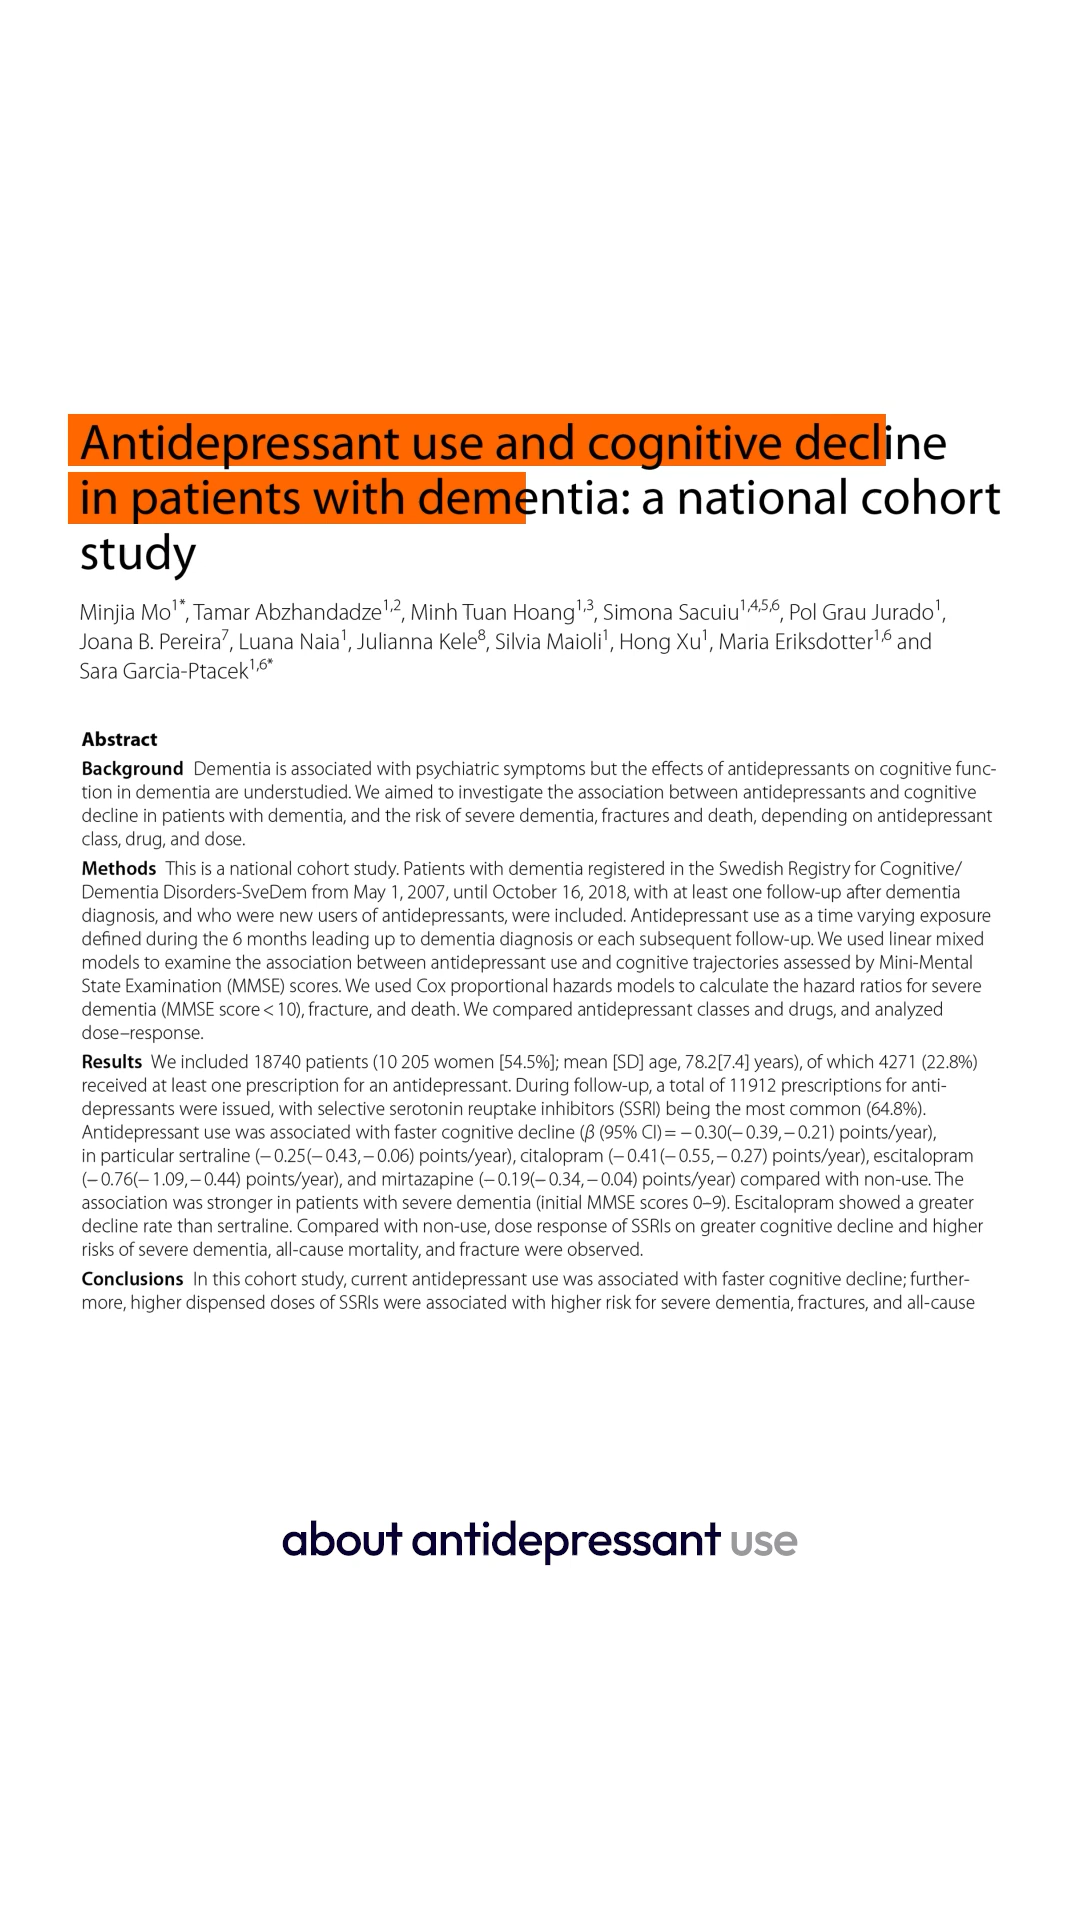 Antidepressant use and cognitive decline
in patients with dementia: a national cohort
study
Minjia Mo1*, Tamar Abzhandadze1,2, Minh Tuan Hoang1,3, Simona Sacuiu1,4,5,6, Pol Grau Jurado1,
Joana B. Pereira7, Luana Naia1, Julianna Kele8, Silvia Maioli1, Hong Xu1, Maria Eriksdotter1,6 and
Sara Garcia-Ptacek1,6*
Abstract
Background Dementia is associated with psychiatric symptoms but the effects of antidepressants on cognitive func-
tion in dementia are understudied. We aimed to investigate the association between antidepressants and cognitive
decline in patients with dementia, and the risk of severe dementia, fractures and death, depending on antidepressant
class, drug, and dose.
Methods This is a national cohort study. Patients with dementia registered in the Swedish Registry for Cognitive/
Dementia Disorders-SveDem from May 1, 2007, until October 16, 2018, with at least one follow-up after dementia
diagnosis, and who were new users of antidepressants, were included. Antidepressant use as a time varying exposure
defined during the 6 months leading up to dementia diagnosis or each subsequent follow-up. We used linear mixed
models to examine the association between antidepressant use and cognitive trajectories assessed by Mini-Mental
State Examination (MMSE) scores. We used Cox proportional hazards models to calculate the hazard ratios for severe
dementia (MMSE score < 10), fracture, and death. We compared antidepressant classes and drugs, and analyzed
dose–response.
Results We included 18740 patients (10 205 women [54.5%]; mean [SD] age, 78.2[7.4] years), of which 4271 (22.8%)
received at least one prescription for an antidepressant. During follow-up, a total of 11912 prescriptions for anti-
depressants were issued, with selective serotonin reuptake inhibitors (SSRI) being the most common (64.8%).
Antidepressant use was associated with faster cognitive decline (β (95% CI) = − 0.30(− 0.39, − 0.21) points/year),
in particular sertraline (− 0.25(− 0.43, − 0.06) points/year), citalopram (− 0.41(− 0.55, − 0.27) points/year), escitalopram
(− 0.76(− 1.09, − 0.44) points/year), and mirtazapine (− 0.19(− 0.34, − 0.04) points/year) compared with non-use. The
association was stronger in patients with severe dementia (initial MMSE scores 0–9). Escitalopram showed a greater
decline rate than sertraline. Compared with non-use, dose response of SSRIs on greater cognitive decline and higher
risks of severe dementia, all-cause mortality, and fracture were observed.
Conclusions In this cohort study, current antidepressant use was associated with faster cognitive decline; further-
more, higher dispensed doses of SSRIs were associated with higher risk for severe dementia, fractures, and all-cause
about antidepressant use